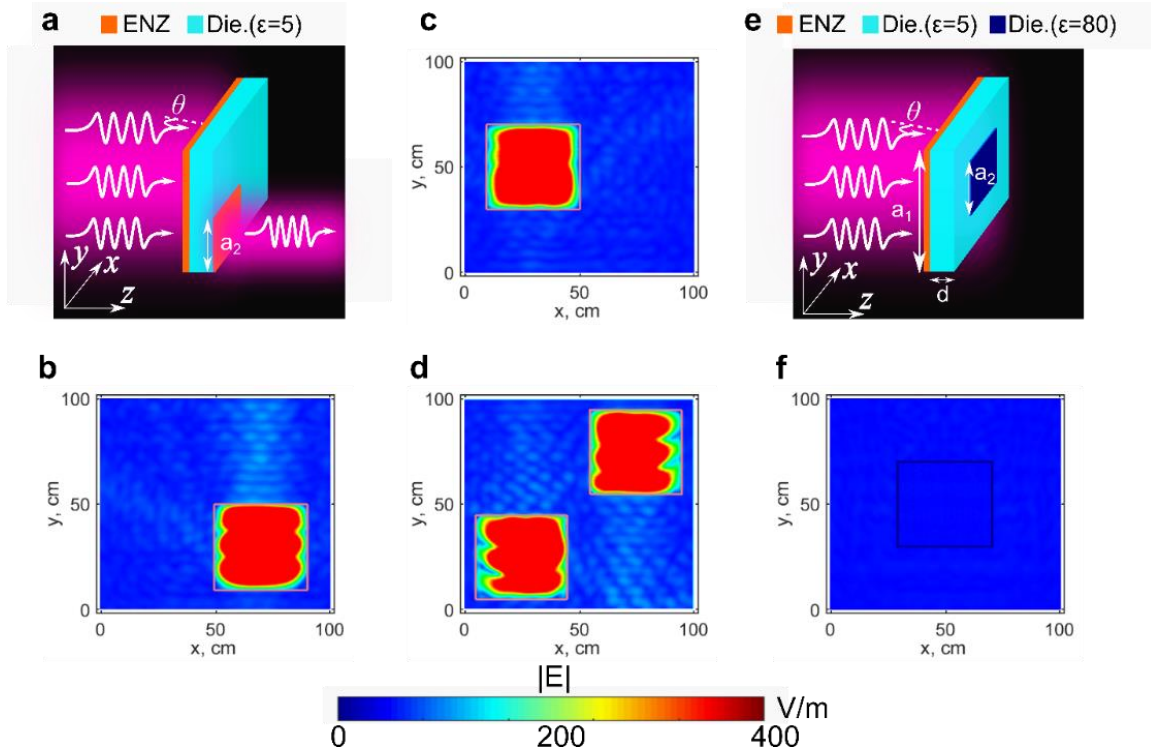 a ENZ Die.(ε=5)
θ
a₂
y
x
z
c
100
50
0
y, cm
0 50 100
x, cm
e ENZ Die.(ε=5) Die.(ε=80)
θ
a₂
a₁
y
x
z
d
b
100
50
0
y, cm
0 50 100
x, cm
d
100
50
0
y, cm
0 50 100
x, cm
f
100
50
0
y, cm
0 50 100
x, cm
|E|
V/m
0 200 400